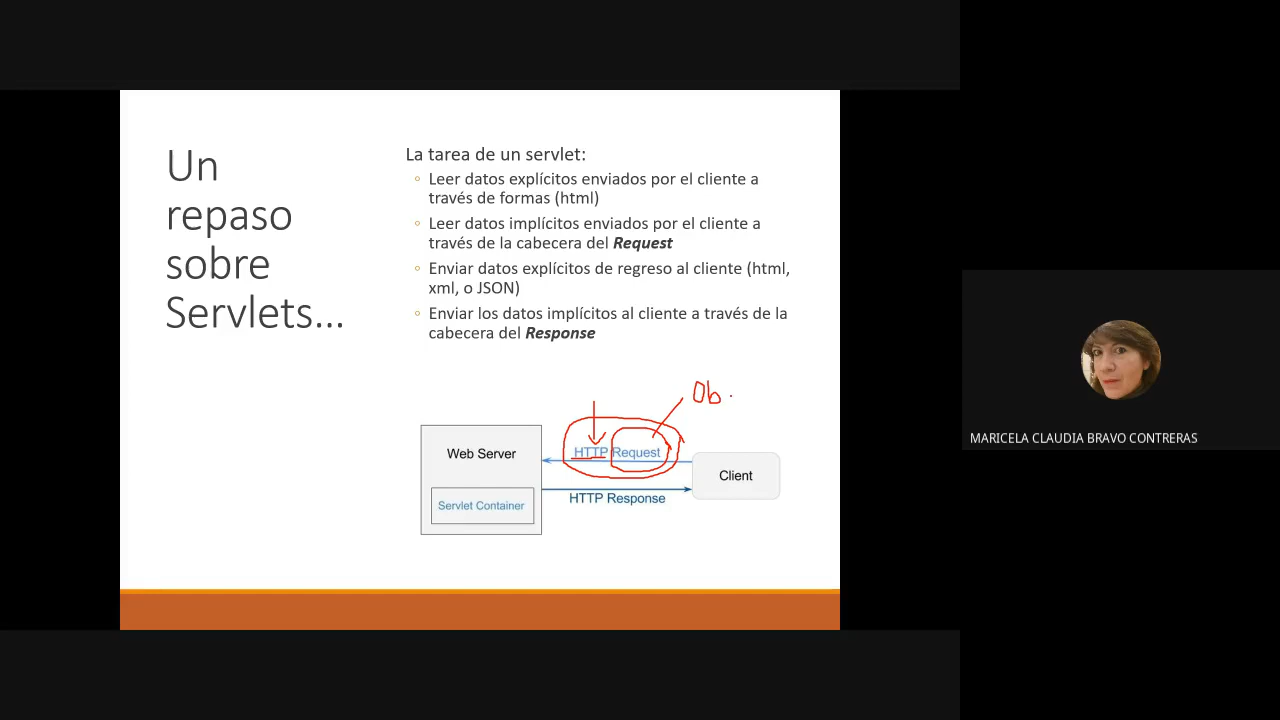 Un
repaso
sobre
Servlets...
La tarea de un servlet:
Leer datos explícitos enviados por el cliente a
través de formas (html)
Leer datos implícitos enviados por el cliente a
través de la cabecera del Request
Enviar datos explícitos de regreso al cliente (html,
xml, o JSON)
Enviar los datos implícitos al cliente a través de la
cabecera del Response
Ob.
Web Server
HTTP Request
Client
Servlet Container
HTTP Response
MARICELA CLAUDIA BRAVO CONTRERAS